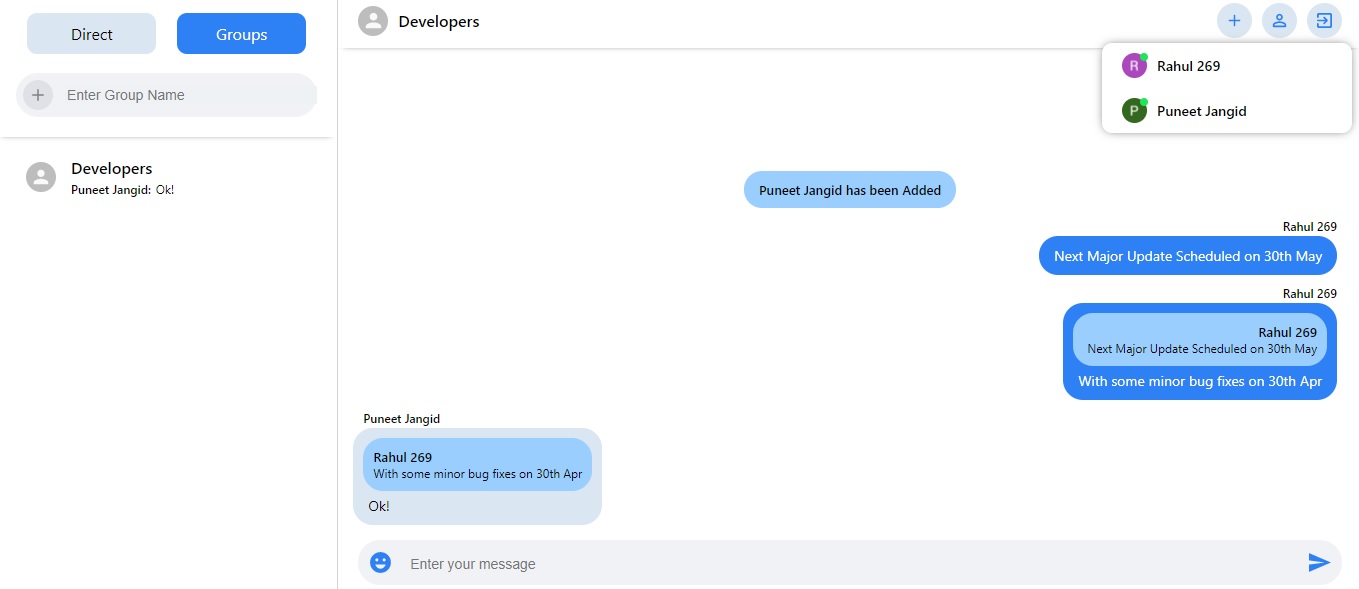 Direct
Groups
Enter Group Name
Developers
Puneet Jangid: Ok!
Developers
R
Rahul 269
P
Puneet Jangid
Puneet Jangid has been Added
Rahul 269
Next Major Update Scheduled on 30th May
Rahul 269
Rahul 269
Next Major Update Scheduled on 30th May
With some minor bug fixes on 30th Apr
Puneet Jangid
Rahul 269
With some minor bug fixes on 30th Apr
Ok!
Enter your message